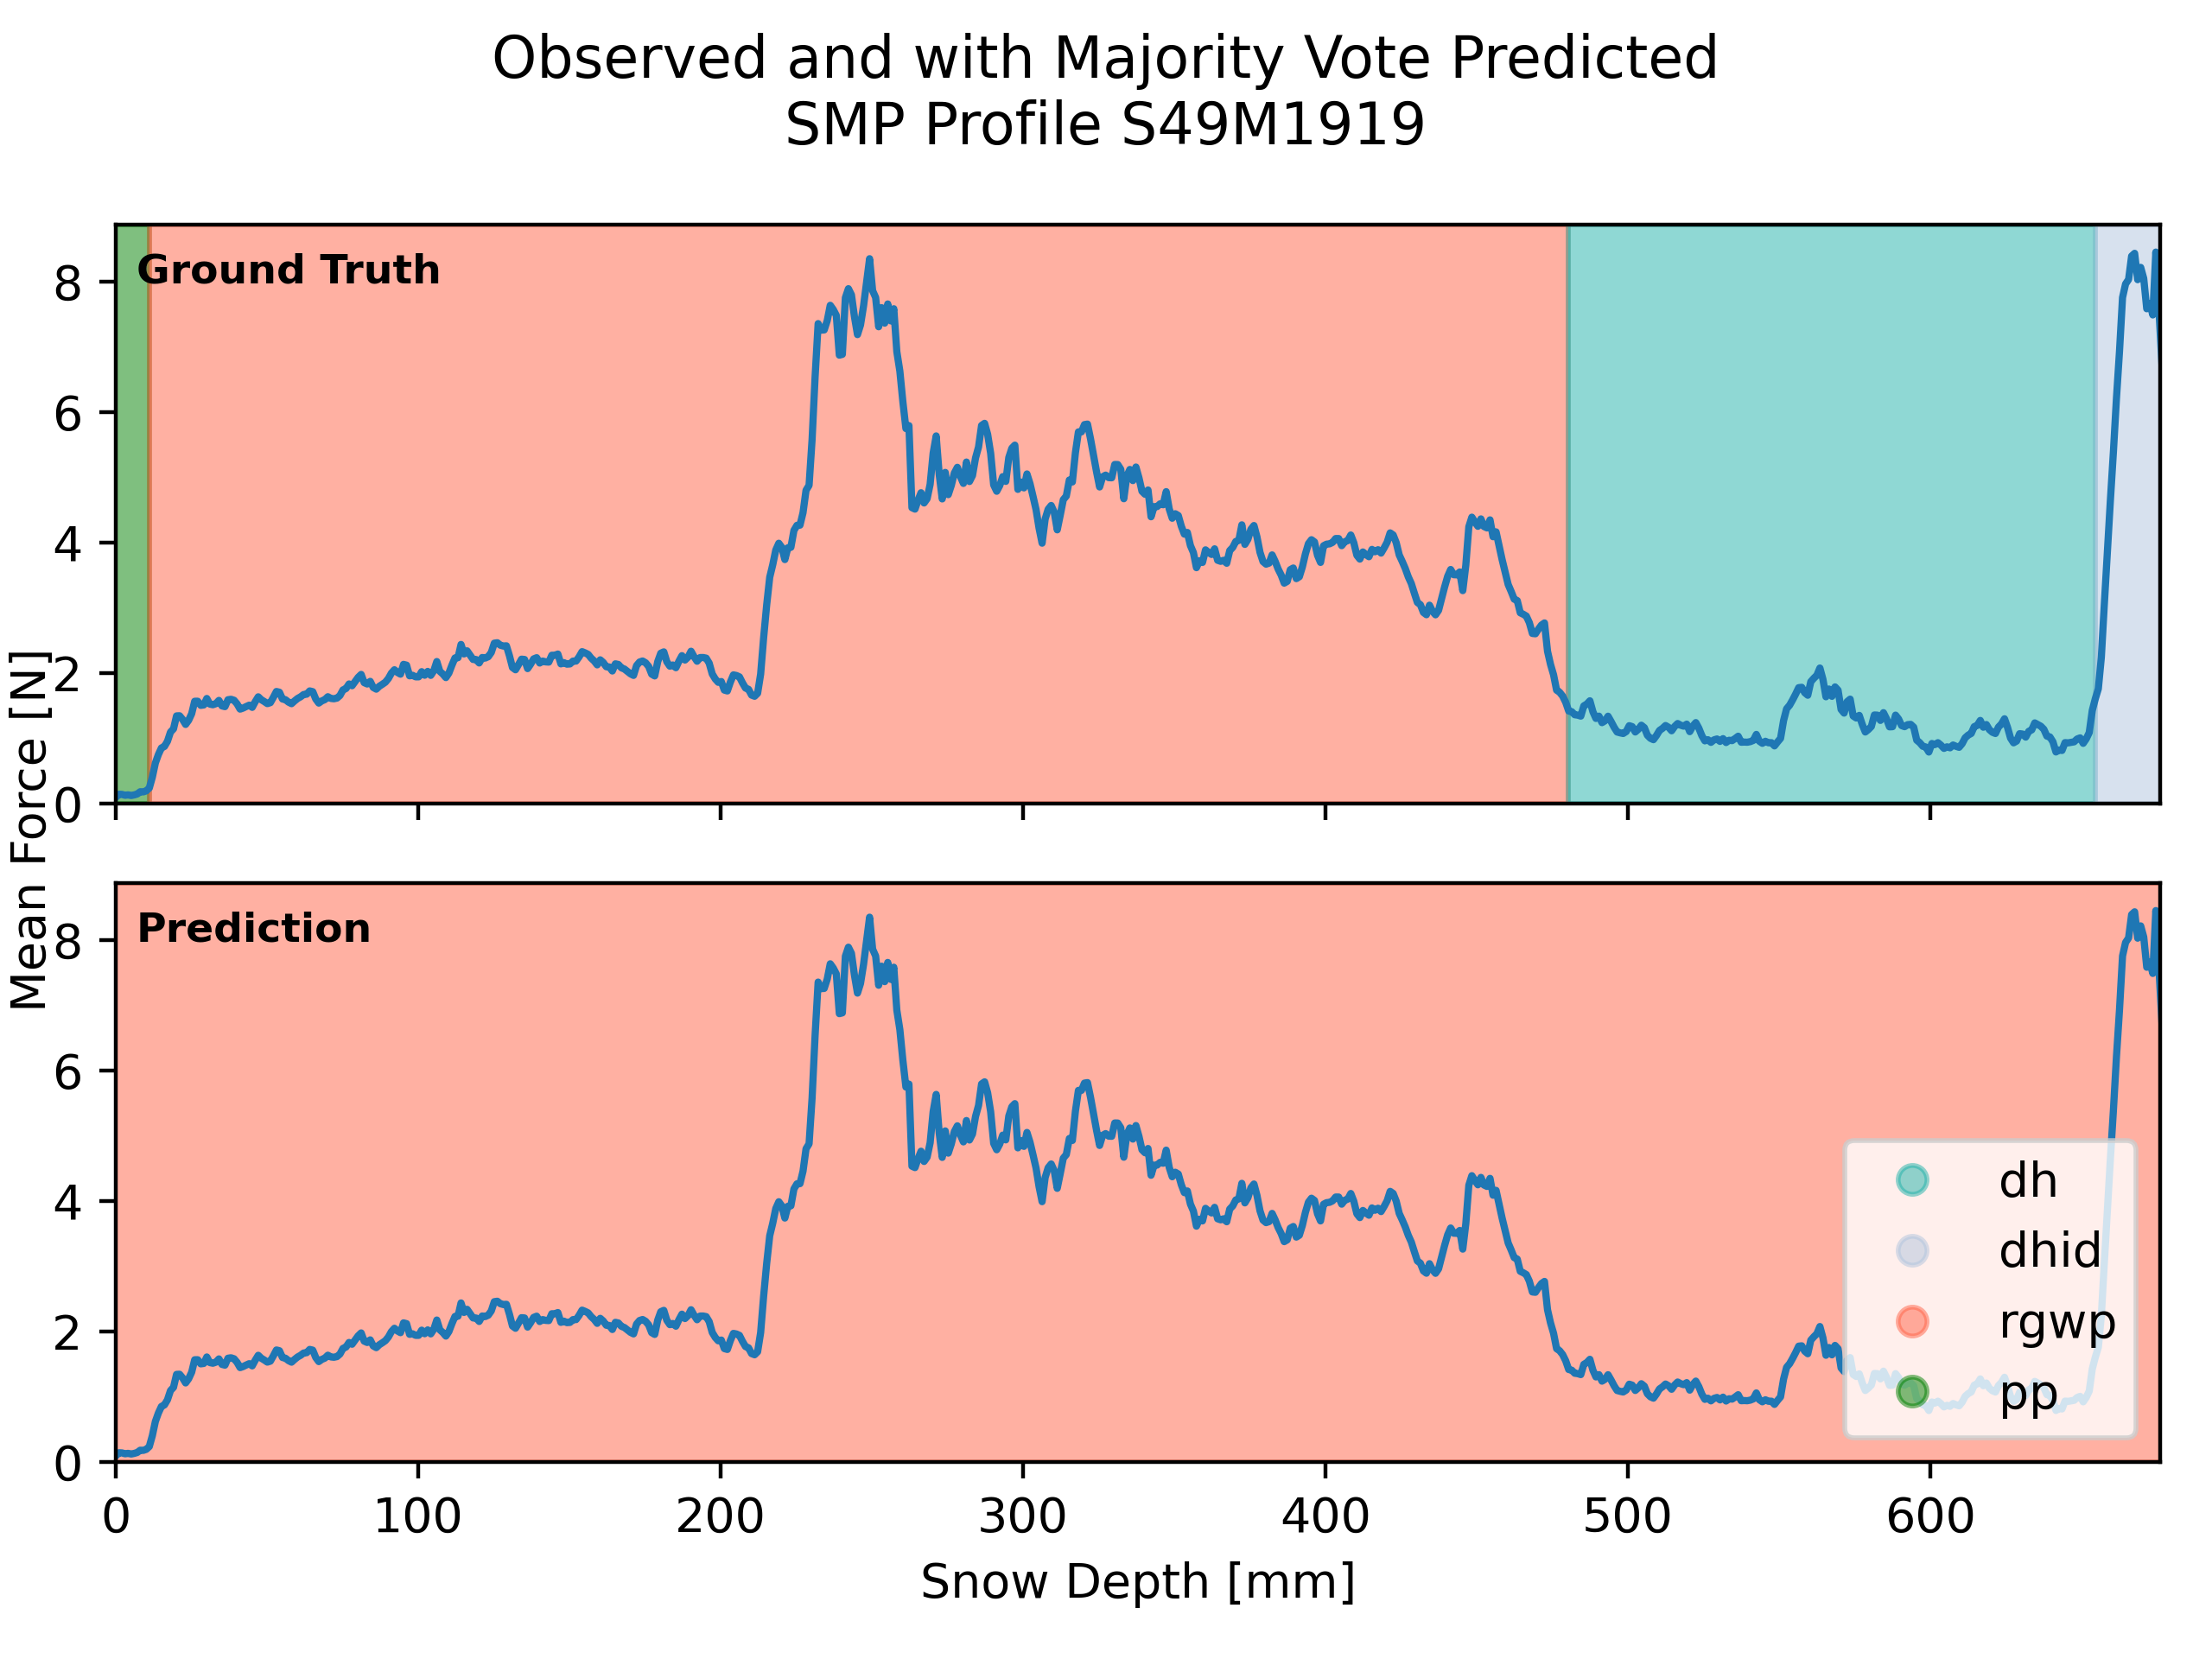 Observed and with Majority Vote Predicted
SMP Profile S49M1919
Mean Force [N]
Ground Truth
8
6
4
2
0
Prediction
8
6
4
2
0
dh
dhid
rgwp
pp
0 100 200 300 400 500 600
Snow Depth [mm]